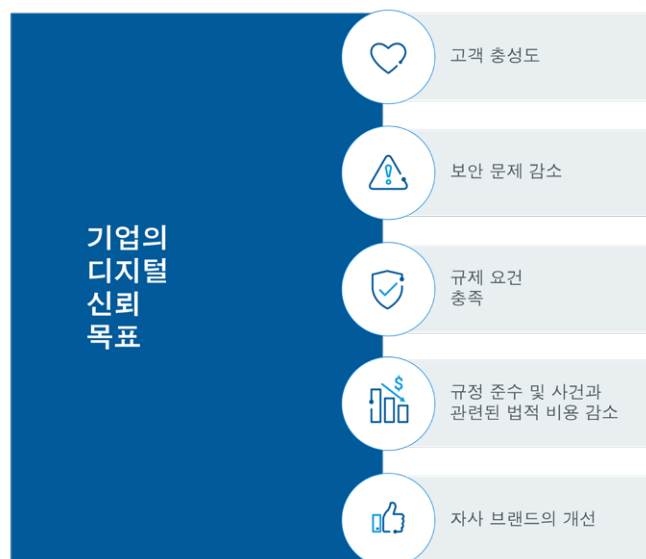 기업의
디지털
신뢰
목표
고객 충성도
보안 문제 감소
규제 요건
충족
$
규정 준수 및 사건과
관련된 법적 비용 감소
자사 브랜드의 개선